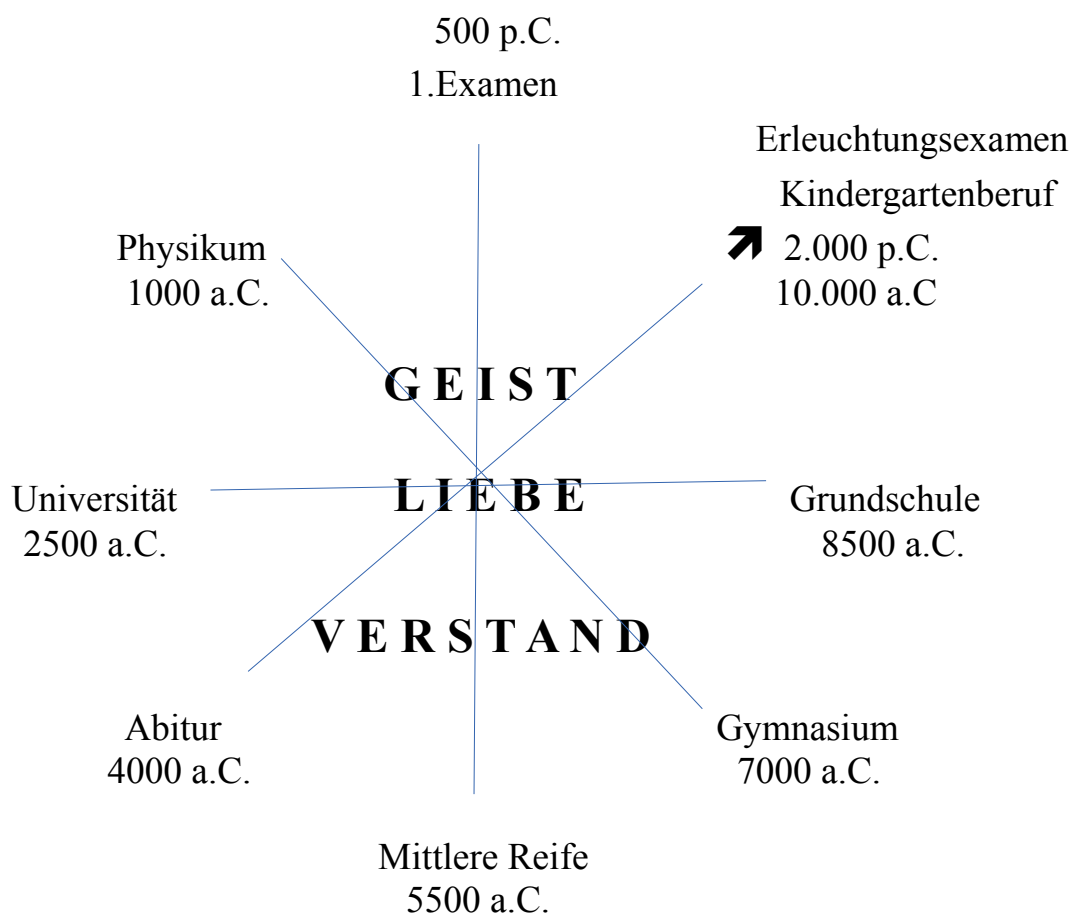 500 p.C.
1.Examen
Erleuchtungsexamen
Kindergartenberuf
2.000 p.C.
10.000 a.C
Physikum
1000 a.C.
G E I S T
L I E B E
Universität
2500 a.C.
Grundschule
8500 a.C.
V E R S T A N D
Abitur
4000 a.C.
Gymnasium
7000 a.C.
Mittlere Reife
5500 a.C.